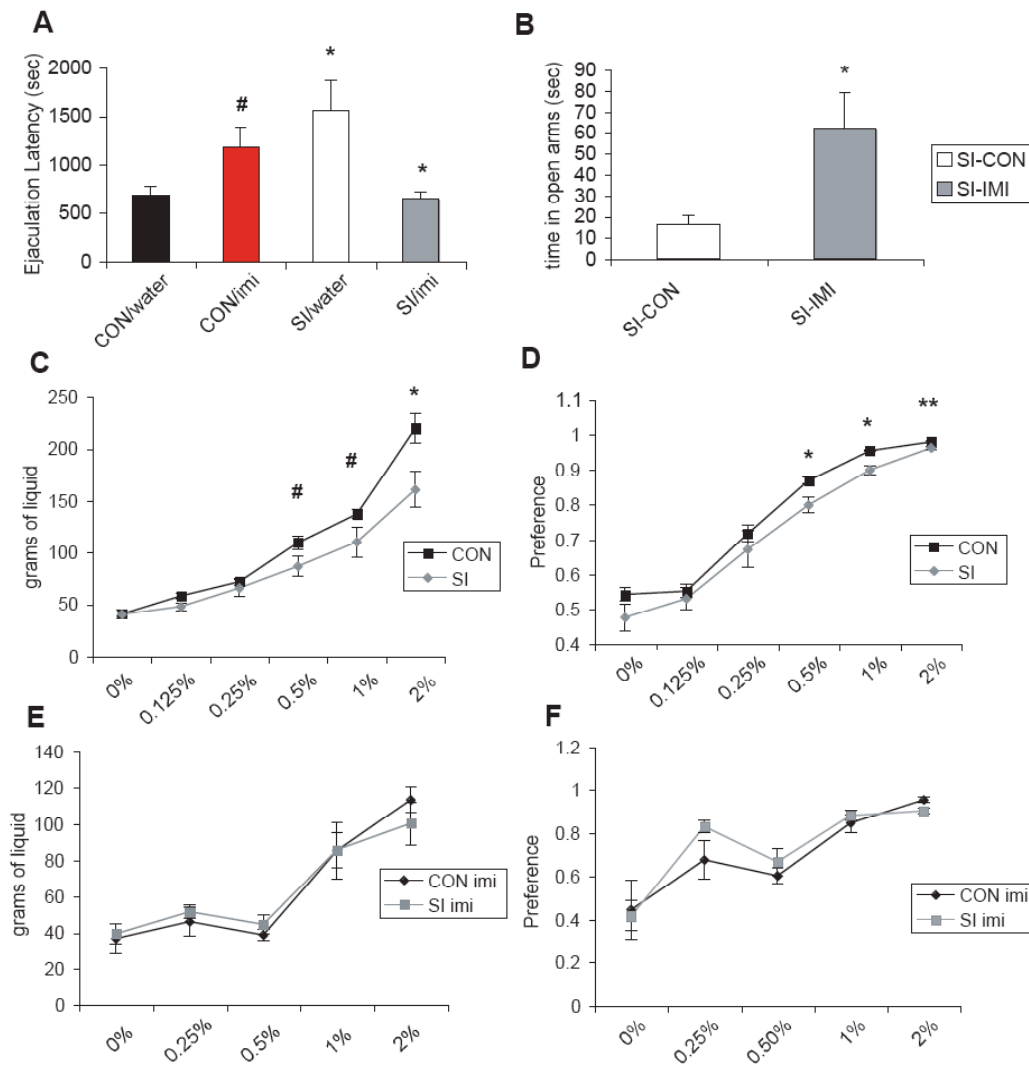 A
Ejaculation Latency (sec)
2000
1500
1000
500
0
#
*
*
CON/water
CON/imi
SI/water
SI/imi
B
time in open arms (sec)
90
80
70
60
50
40
30
20
10
0
*
SI-CON
SI-IMI
SI-CON
SI-IMI
C
grams of liquid
250
200
150
100
50
0
#
#
*
CON
SI
0%
0.125%
0.25%
0.5%
1%
2%
D
Preference
1.1
1
0.9
0.8
0.7
0.6
0.5
0.4
*
*
**
CON
SI
0%
0.125%
0.25%
0.5%
1%
2%
E
grams of liquid
140
120
100
80
60
40
20
0
CON imi
SI imi
0%
0.25%
0.5%
1%
2%
F
Preference
1.2
1
0.8
0.6
0.4
0.2
0
CON imi
SI imi
0%
0.25%
0.50%
1%
2%